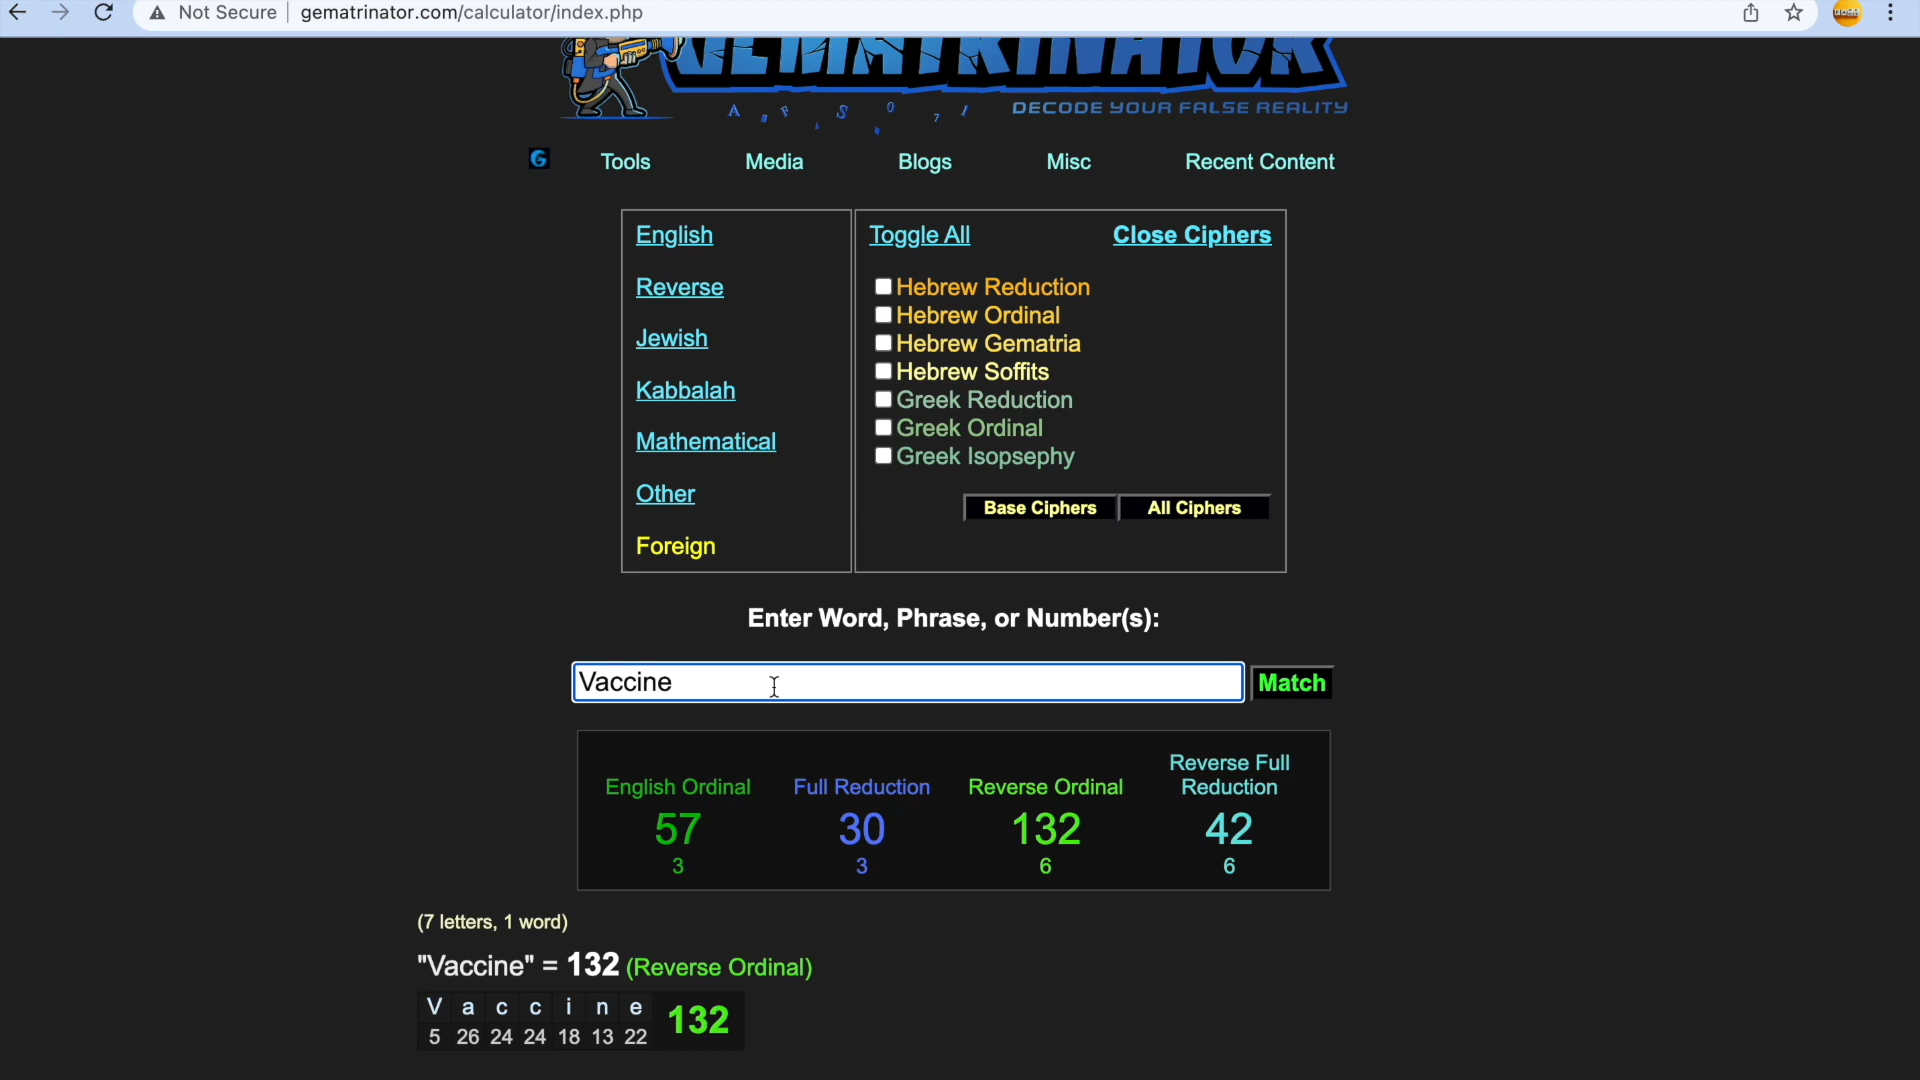 Not Secure gematrinator.com/calculator/index.php
GEMATRINATOR
DECODE YOUR FALSE REALITY
G Tools Media Blogs Misc Recent Content
English
Reverse
Jewish
Kabbalah
Mathematical
Other
Foreign
Toggle All Close Ciphers
Hebrew Reduction
Hebrew Ordinal
Hebrew Gematria
Hebrew Soffits
Greek Reduction
Greek Ordinal
Greek Isopsephy
Base Ciphers All Ciphers
Enter Word, Phrase, or Number(s):
Vaccine Match
English Ordinal Full Reduction Reverse Ordinal Reverse Full
Reduction
57 30 132 42
3 3 6 6
(7 letters, 1 word)
"Vaccine" = 132 (Reverse Ordinal)
V a c c i n e 132
5 26 24 24 18 13 22